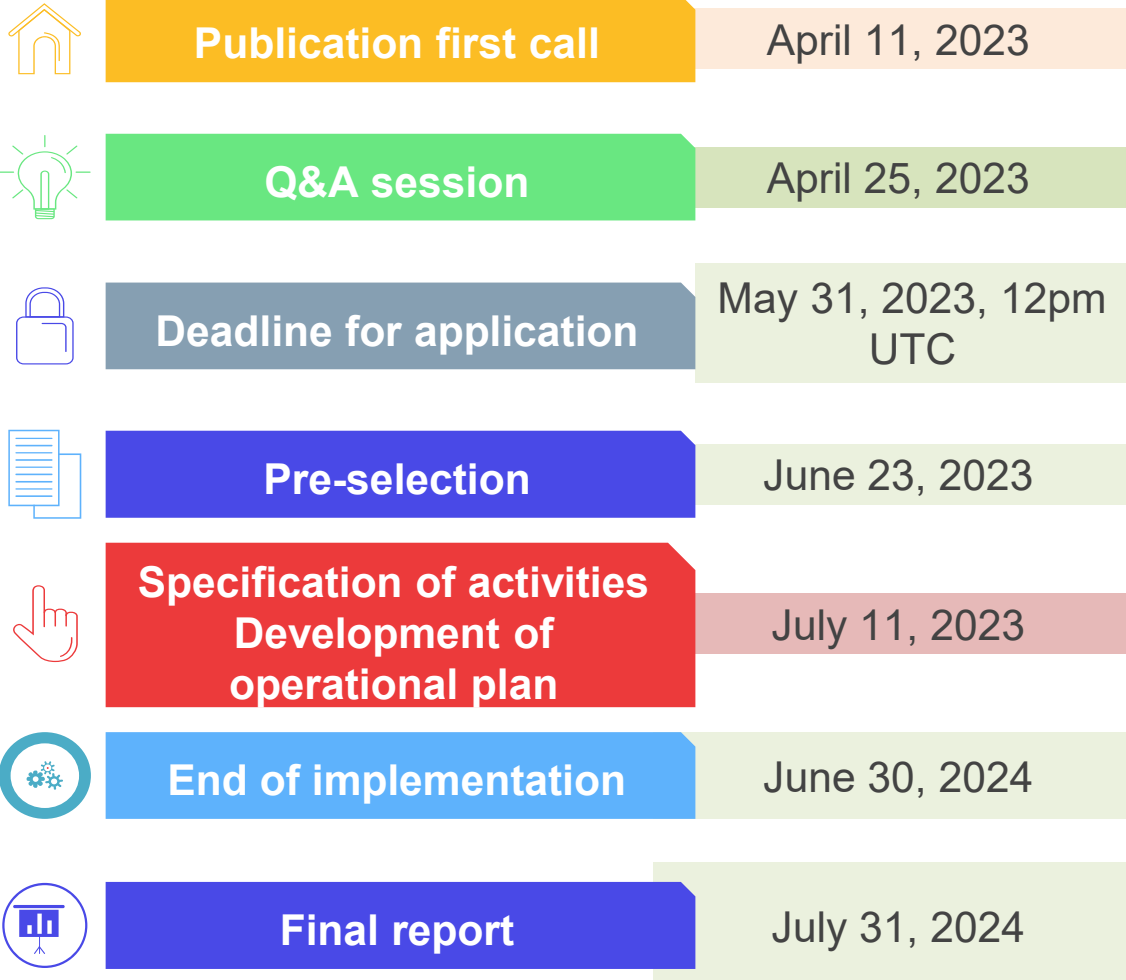 Publication first call
April 11, 2023
Q&A session
April 25, 2023
Deadline for application
May 31, 2023, 12pm
UTC
Pre-selection
June 23, 2023
Specification of activities
Development of
operational plan
July 11, 2023
End of implementation
June 30, 2024
Final report
July 31, 2024